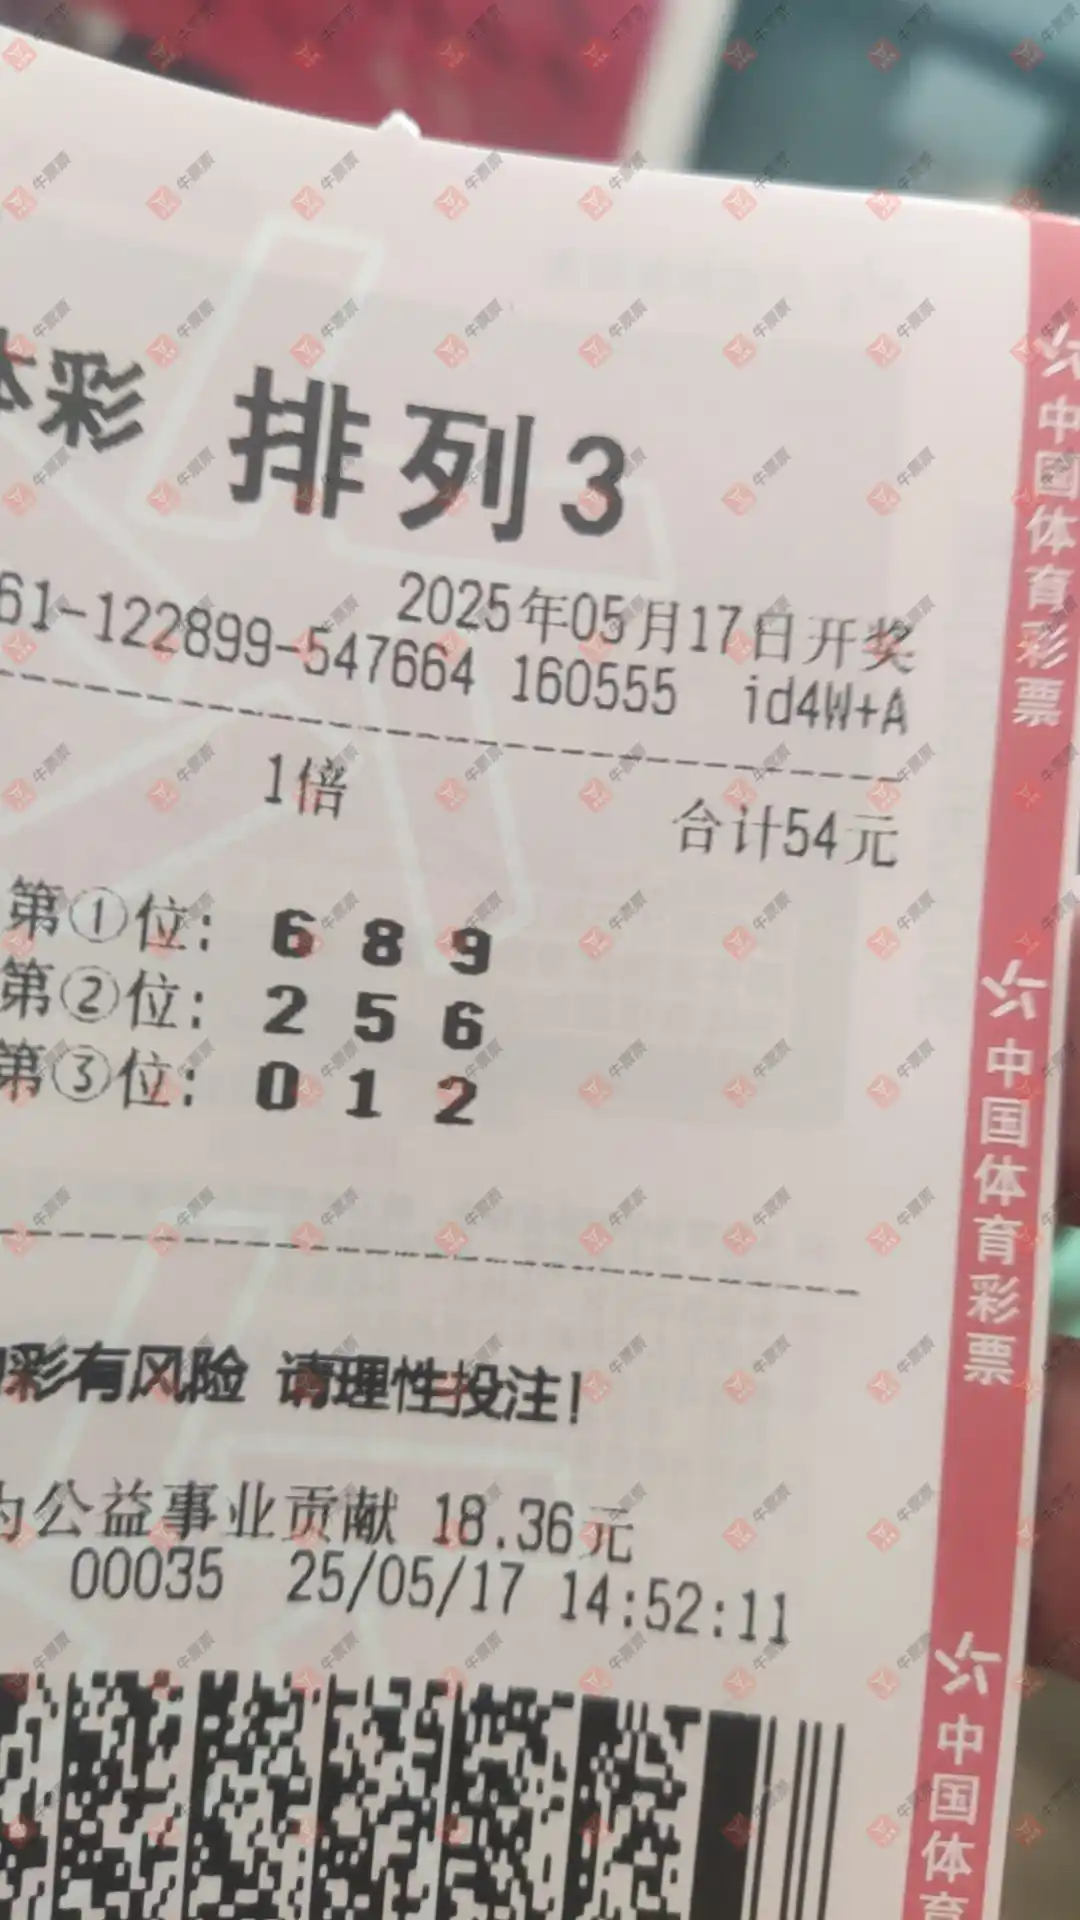 体彩 排列3
2025年05月17日开奖
61-122899-547664 160555 id4W+A
1倍
合计54元
第①位: 6 8 9
第②位: 2 5 6
第③位: 0 1 2
彩有风险 请理性投注!
为公益事业贡献 18.36元
00035 25/05/17 14:52:11
中国体育彩票
中国体育彩票
中国体育
牛票票